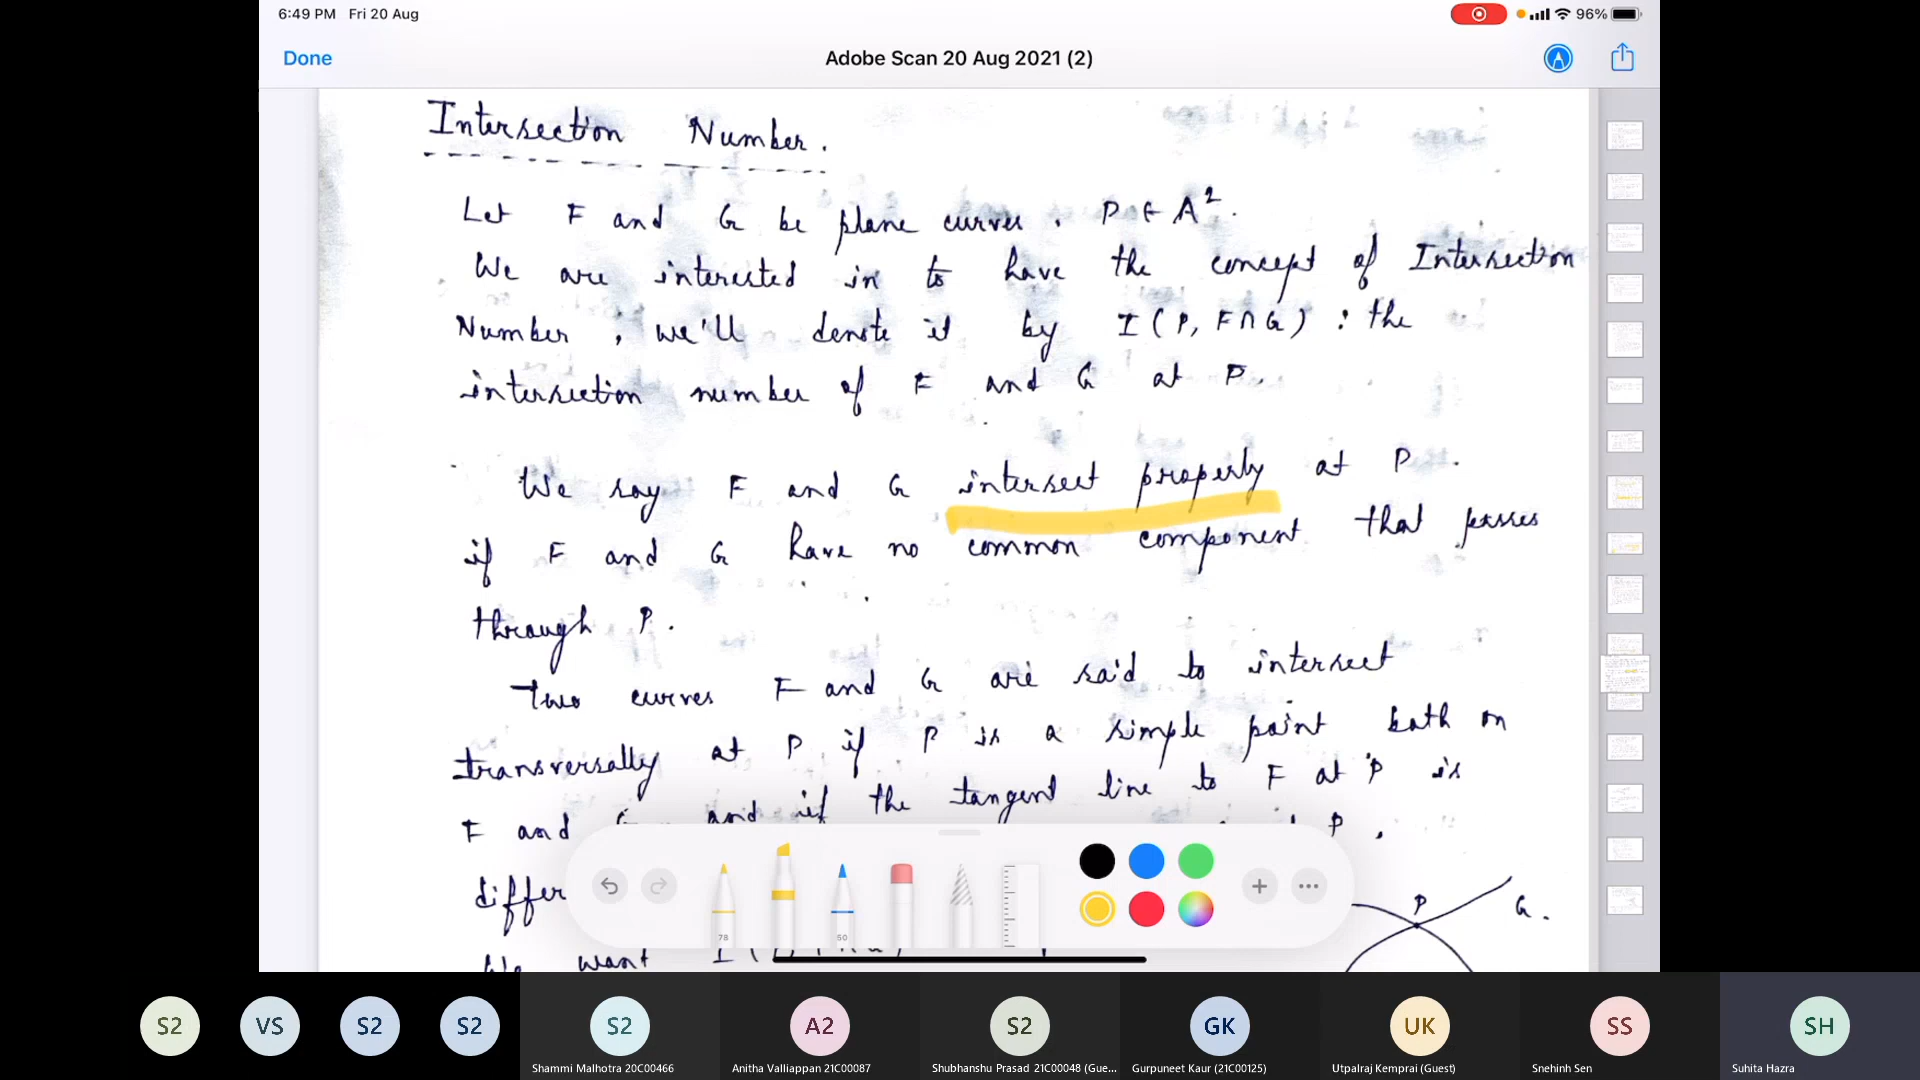 6:49 PM Fri 20 Aug
96%
Done
Adobe Scan 20 Aug 2021 (2)
Intersection Number.
Let F and G be plane curves. P ∈ A².
We are interested in to have the concept of Intersection
Number, we'll denote it by I(P, F∩G) : the
intersection number of F and G at P.
We say F and G intersect properly at P.
if F and G have no common component that passes
through P.
Two curves F and G are said to intersect
transversally at P if P is a simple point both on
F and G and if the tangent line to F at P is
differ P.
We want I(
P
G.
78
50
S2
VS
S2
S2
S2
A2
S2
GK
UK
SS
SH
Shammi Malhotra 20C00466
Anitha Valliappan 21C00087
Shubhanshu Prasad 21C00048 (Gue...
Gurpuneet Kaur (21C00125)
Utpalraj Kemprai (Guest)
Snehinh Sen
Suhita Hazra